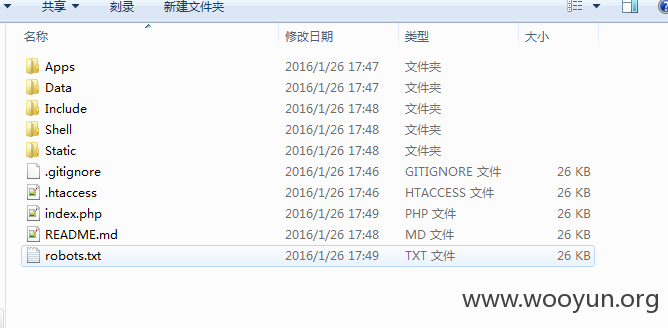 共享 刻录 新建文件夹
名称 修改日期 类型 大小
Apps 2016/1/26 17:47 文件夹
Data 2016/1/26 17:47 文件夹
Include 2016/1/26 17:48 文件夹
Shell 2016/1/26 17:48 文件夹
Static 2016/1/26 17:48 文件夹
.gitignore 2016/1/26 17:46 GITIGNORE 文件 26 KB
.htaccess 2016/1/26 17:46 HTACCESS 文件 26 KB
index.php 2016/1/26 17:49 PHP 文件 26 KB
README.md 2016/1/26 17:48 MD 文件 26 KB
robots.txt 2016/1/26 17:49 TXT 文件 26 KB
www.wooyun.org